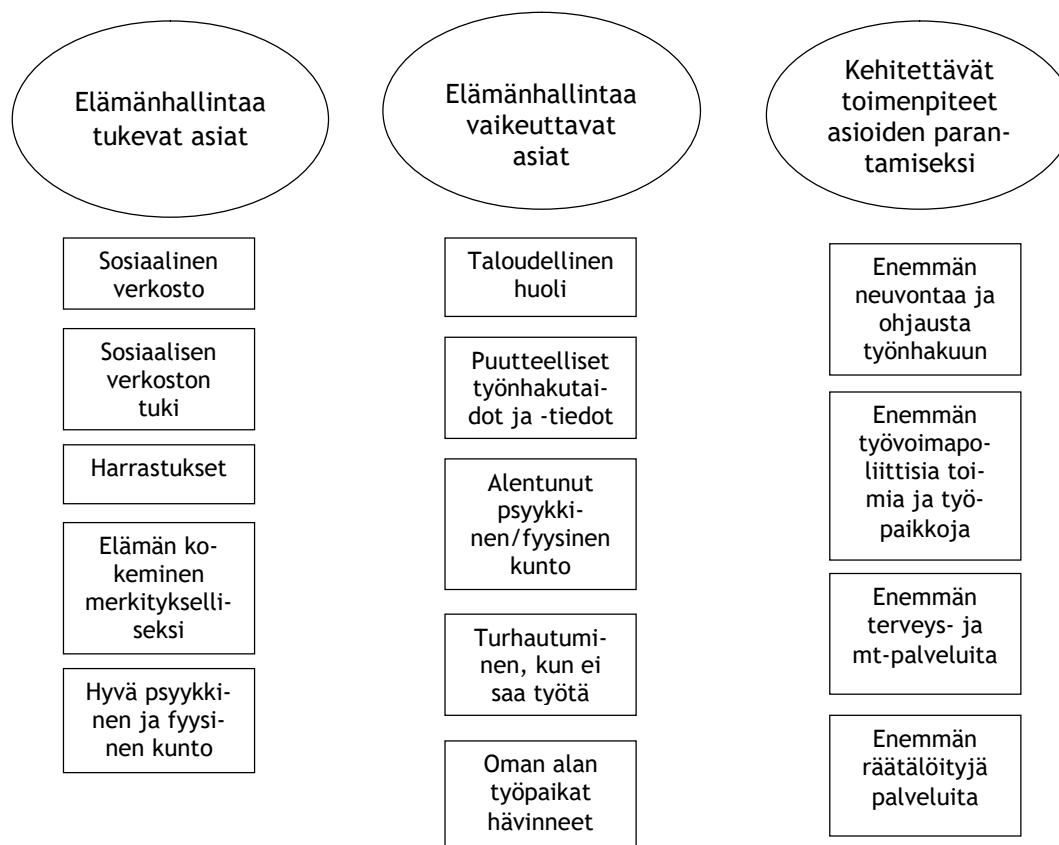 Elämänhallintaa
tukevat asiat
Sosiaalinen
verkosto
Sosiaalisen
verkoston
tuki
Harrastukset
Elämän ko-
keminen
merkitykselli-
seksi
Hyvä psyykki-
nen ja fyysi-
nen kunto
Elämänhallintaa
vaikeuttavat
asiat
Taloudellinen
huoli
Puutteelliset
työnhakutai-
dot ja -tiedot
Alentunut
psyykki-
nen/fyysinen
kunto
Turhautumi-
nen, kun ei
saa työtä
Oman alan
työpaikat
hävinneet
Kehitettävät
toimenpiteet
asioiden paran-
tamiseksi
Enemmän
neuvontaa ja
ohjausta
työnhakuun
Enemmän
työvoimapo-
liittisia toi-
mia ja työ-
paikkoja
Enemmän
terveys- ja
mt-palveluita
Enemmän
räätälöityjä
palveluita